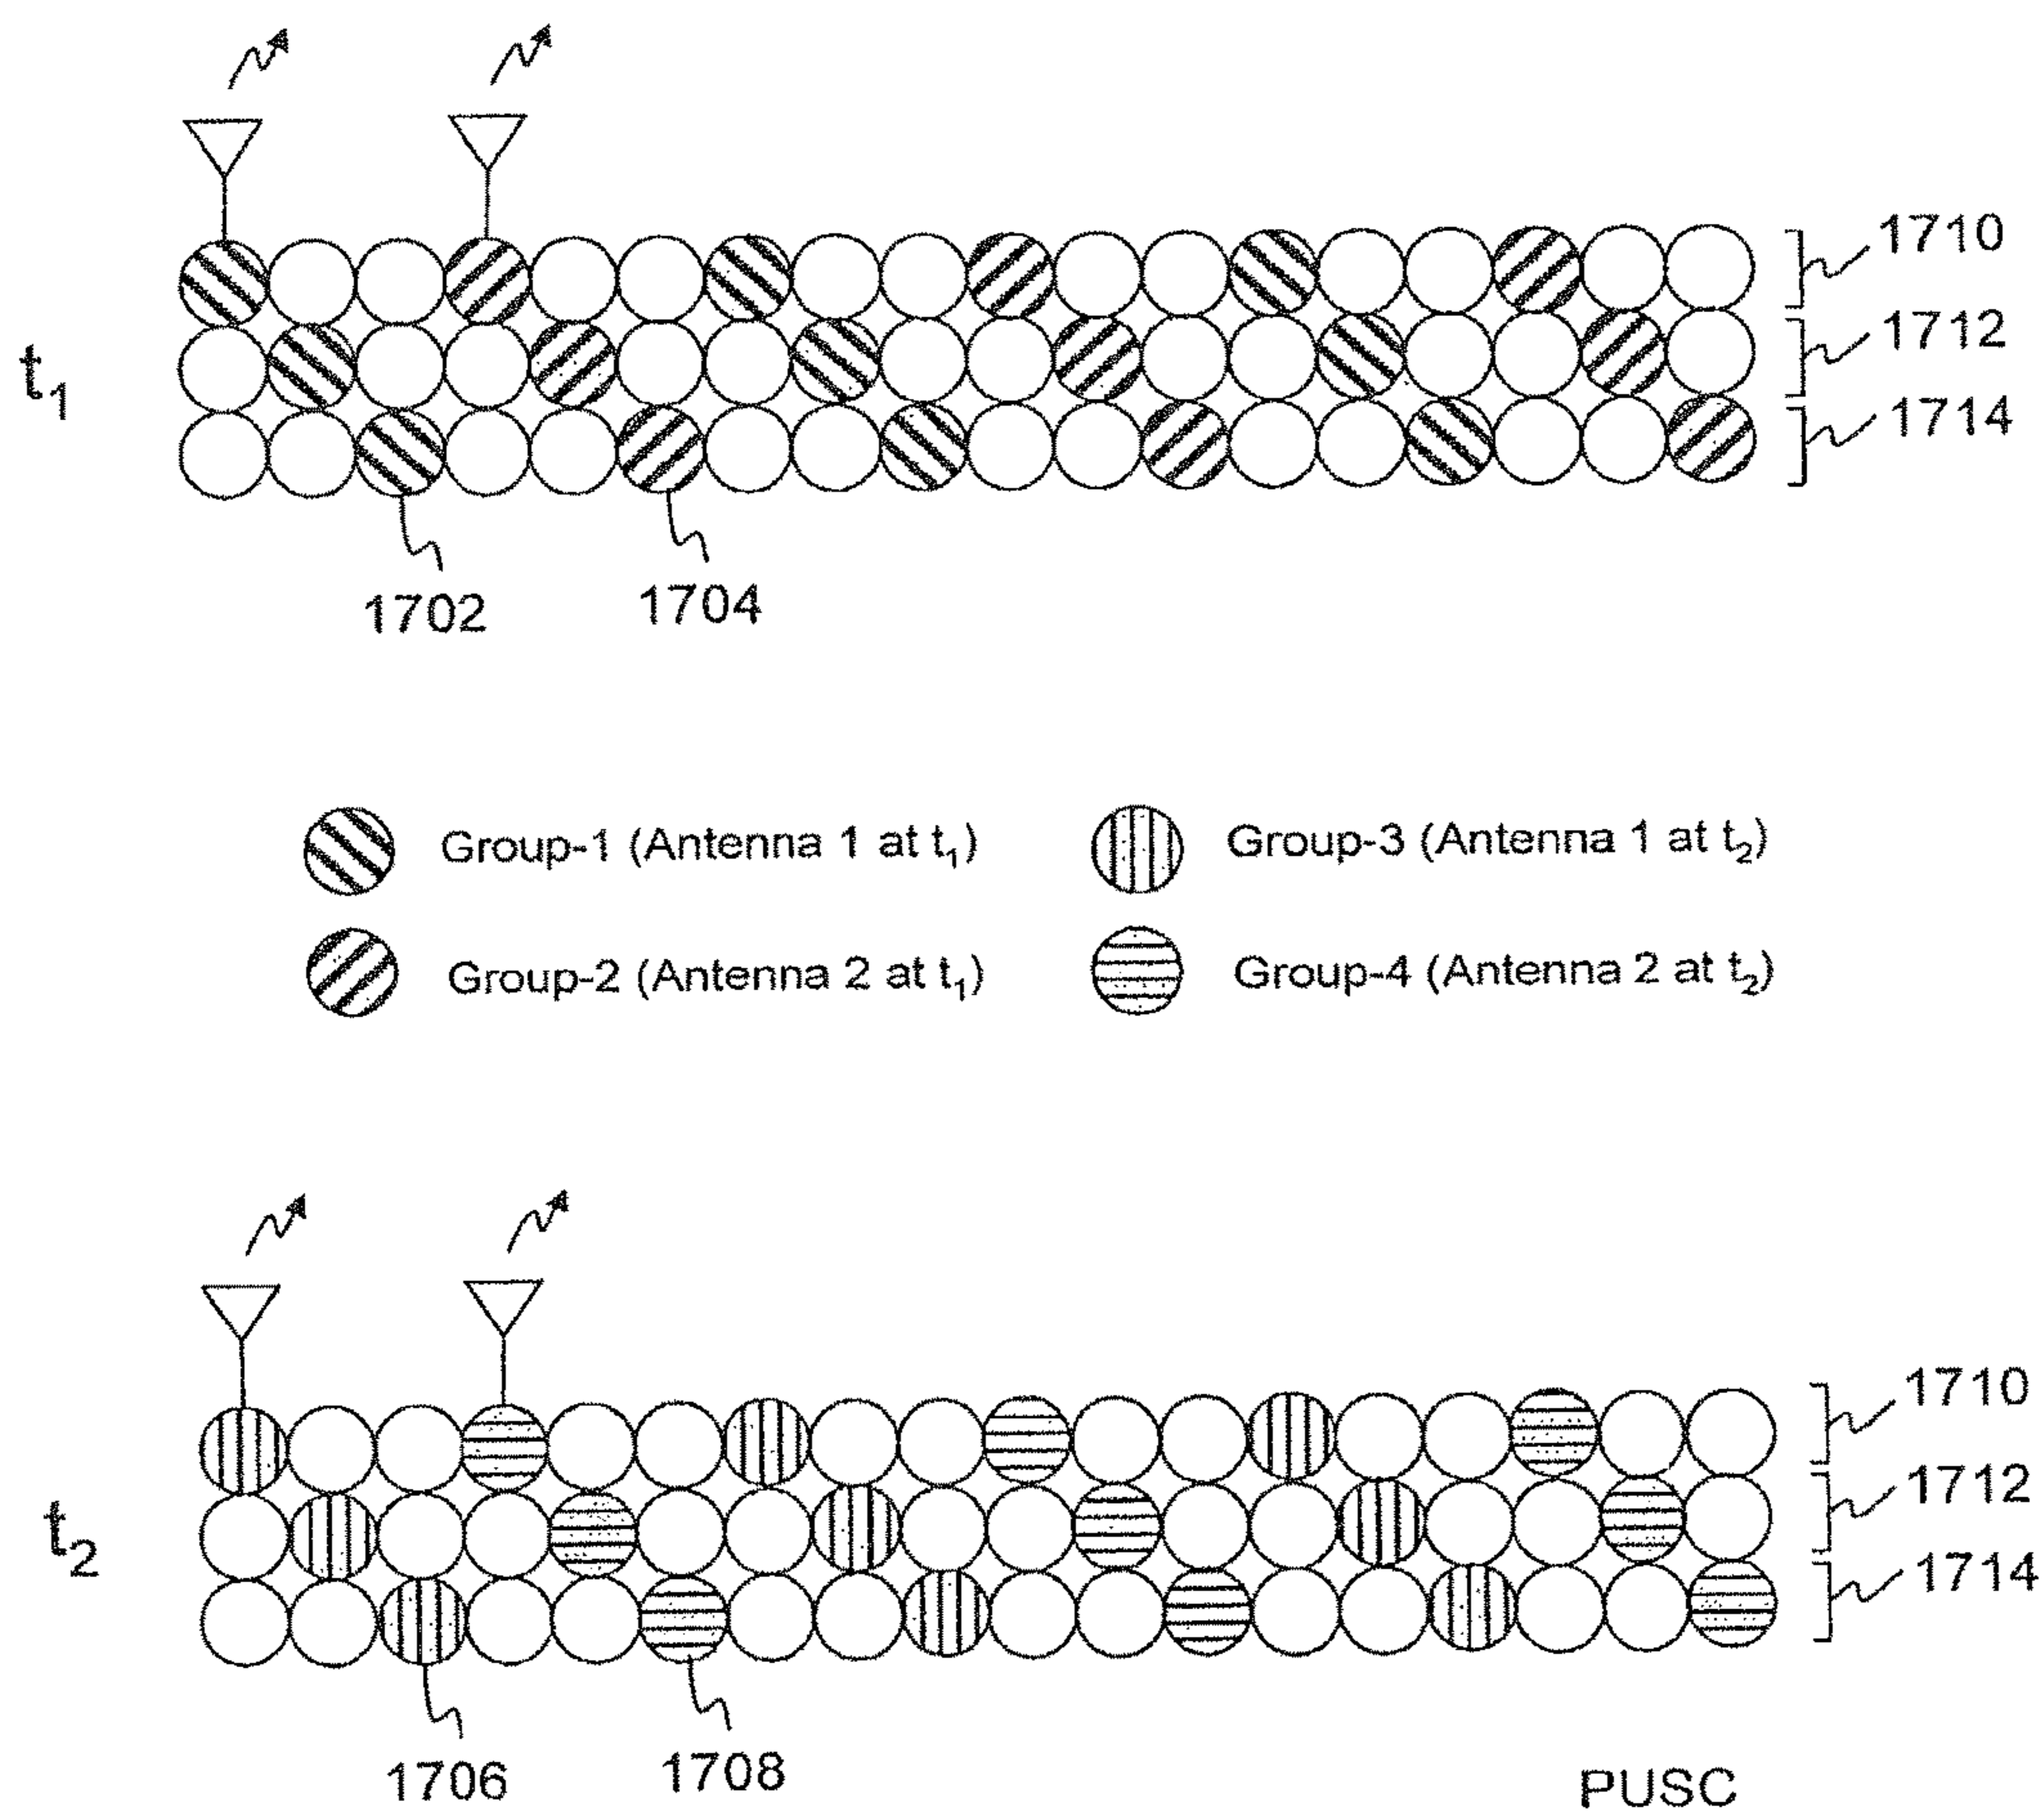 1710
1712
t₁
1714
1702
1704
Group-1 (Antenna 1 at t₁)
Group-3 (Antenna 1 at t₂)
Group-2 (Antenna 2 at t₁)
Group-4 (Antenna 2 at t₂)
1710
1712
t₂
1714
1706
1708
PUSC